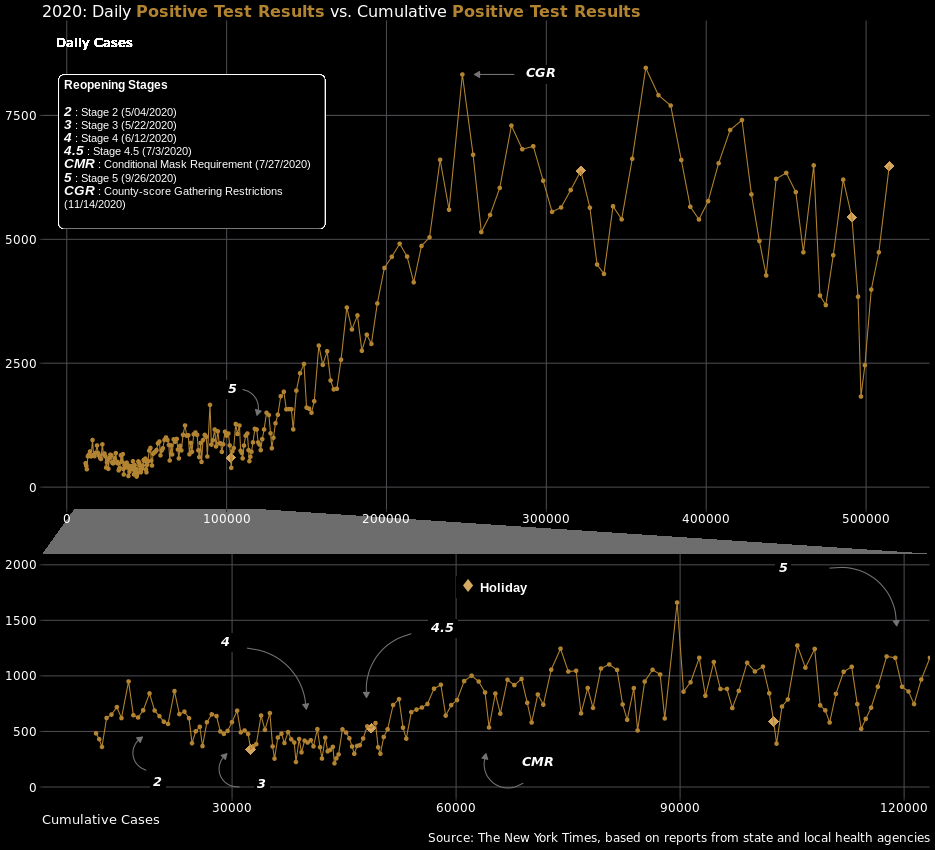 2020: Daily Positive Test Results vs. Cumulative Positive Test Results
Daily Cases
Reopening Stages
2 : Stage 2 (5/04/2020)
3 : Stage 3 (5/22/2020)
4 : Stage 4 (6/12/2020)
4.5 : Stage 4.5 (7/3/2020)
CMR : Conditional Mask Requirement (7/27/2020)
5 : Stage 5 (9/26/2020)
CGR : County-score Gathering Restrictions
(11/14/2020)
CGR
7500
5000
2500
5
0
0 100000 200000 300000 400000 500000
2000
5
Holiday
1500
4.5
4
1000
500
CMR
2
3
0
30000 60000 90000 120000
Cumulative Cases
Source: The New York Times, based on reports from state and local health agencies